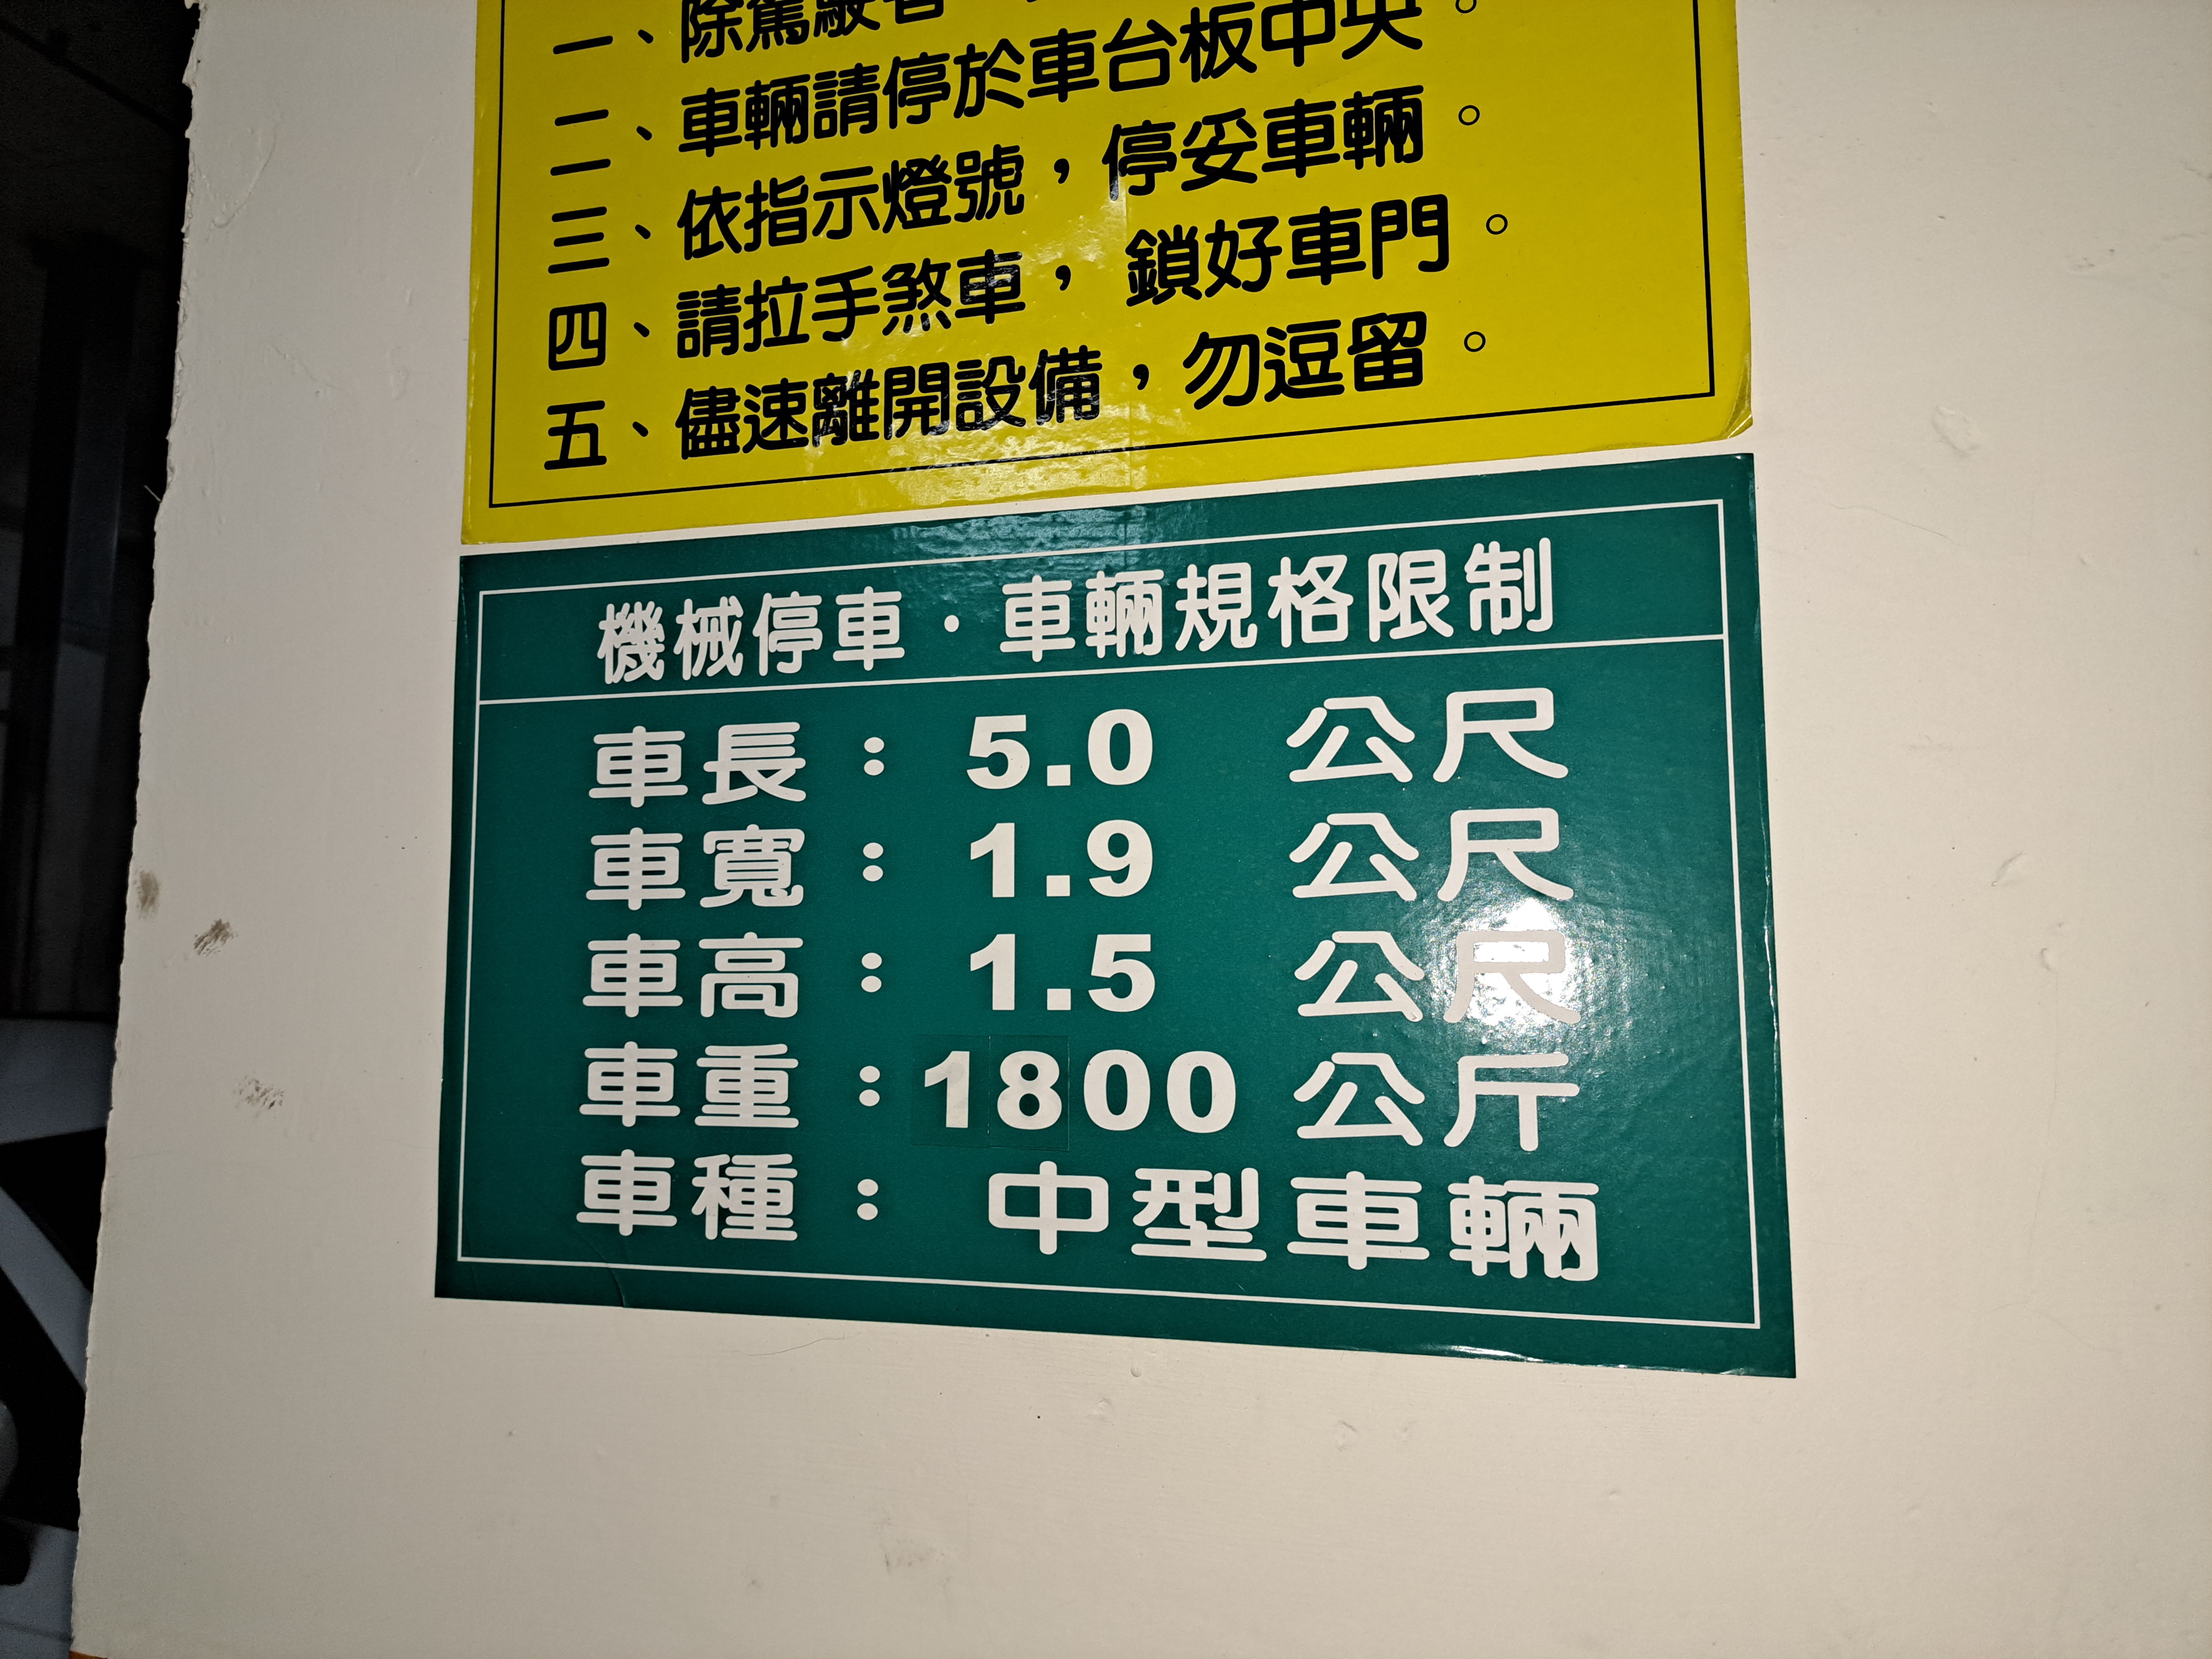 一、除駕駛者
二、車輛請停於車台板中央。
三、依指示燈號，停妥車輛。
四、請拉手煞車，鎖好車門。
五、儘速離開設備，勿逗留。
機械停車・車輛規格限制
車長：5.0 公尺
車寬：1.9 公尺
車高：1.5 公尺
車重：1800 公斤
車種：中型車輛